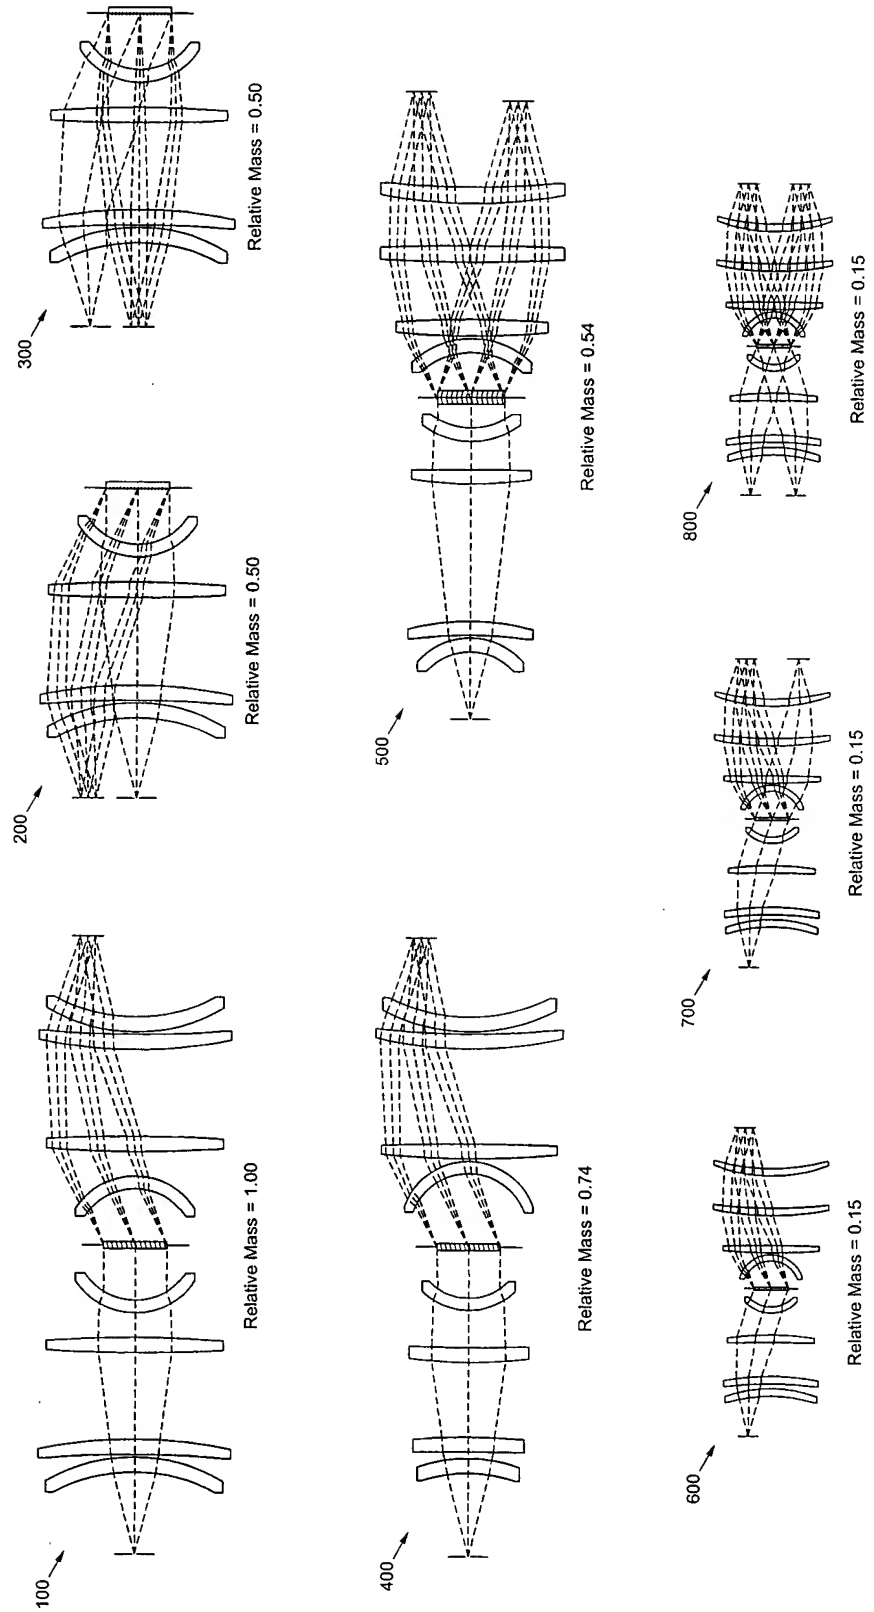 100
Relative Mass = 1.00
200
Relative Mass = 0.50
300
Relative Mass = 0.50
400
Relative Mass = 0.74
500
Relative Mass = 0.54
600
Relative Mass = 0.15
700
Relative Mass = 0.15
800
Relative Mass = 0.15